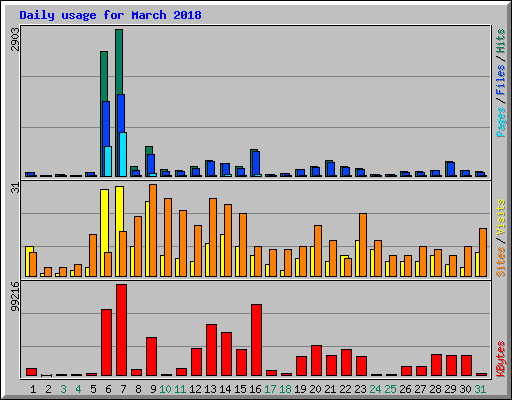 Daily usage for March 2018
2903
Pages / Files / Hits
31
Sites / Visits
99216
KBytes
1 2 3 4 5 6 7 8 9 10 11 12 13 14 15 16 17 18 19 20 21 22 23 24 25 26 27 28 29 30 31